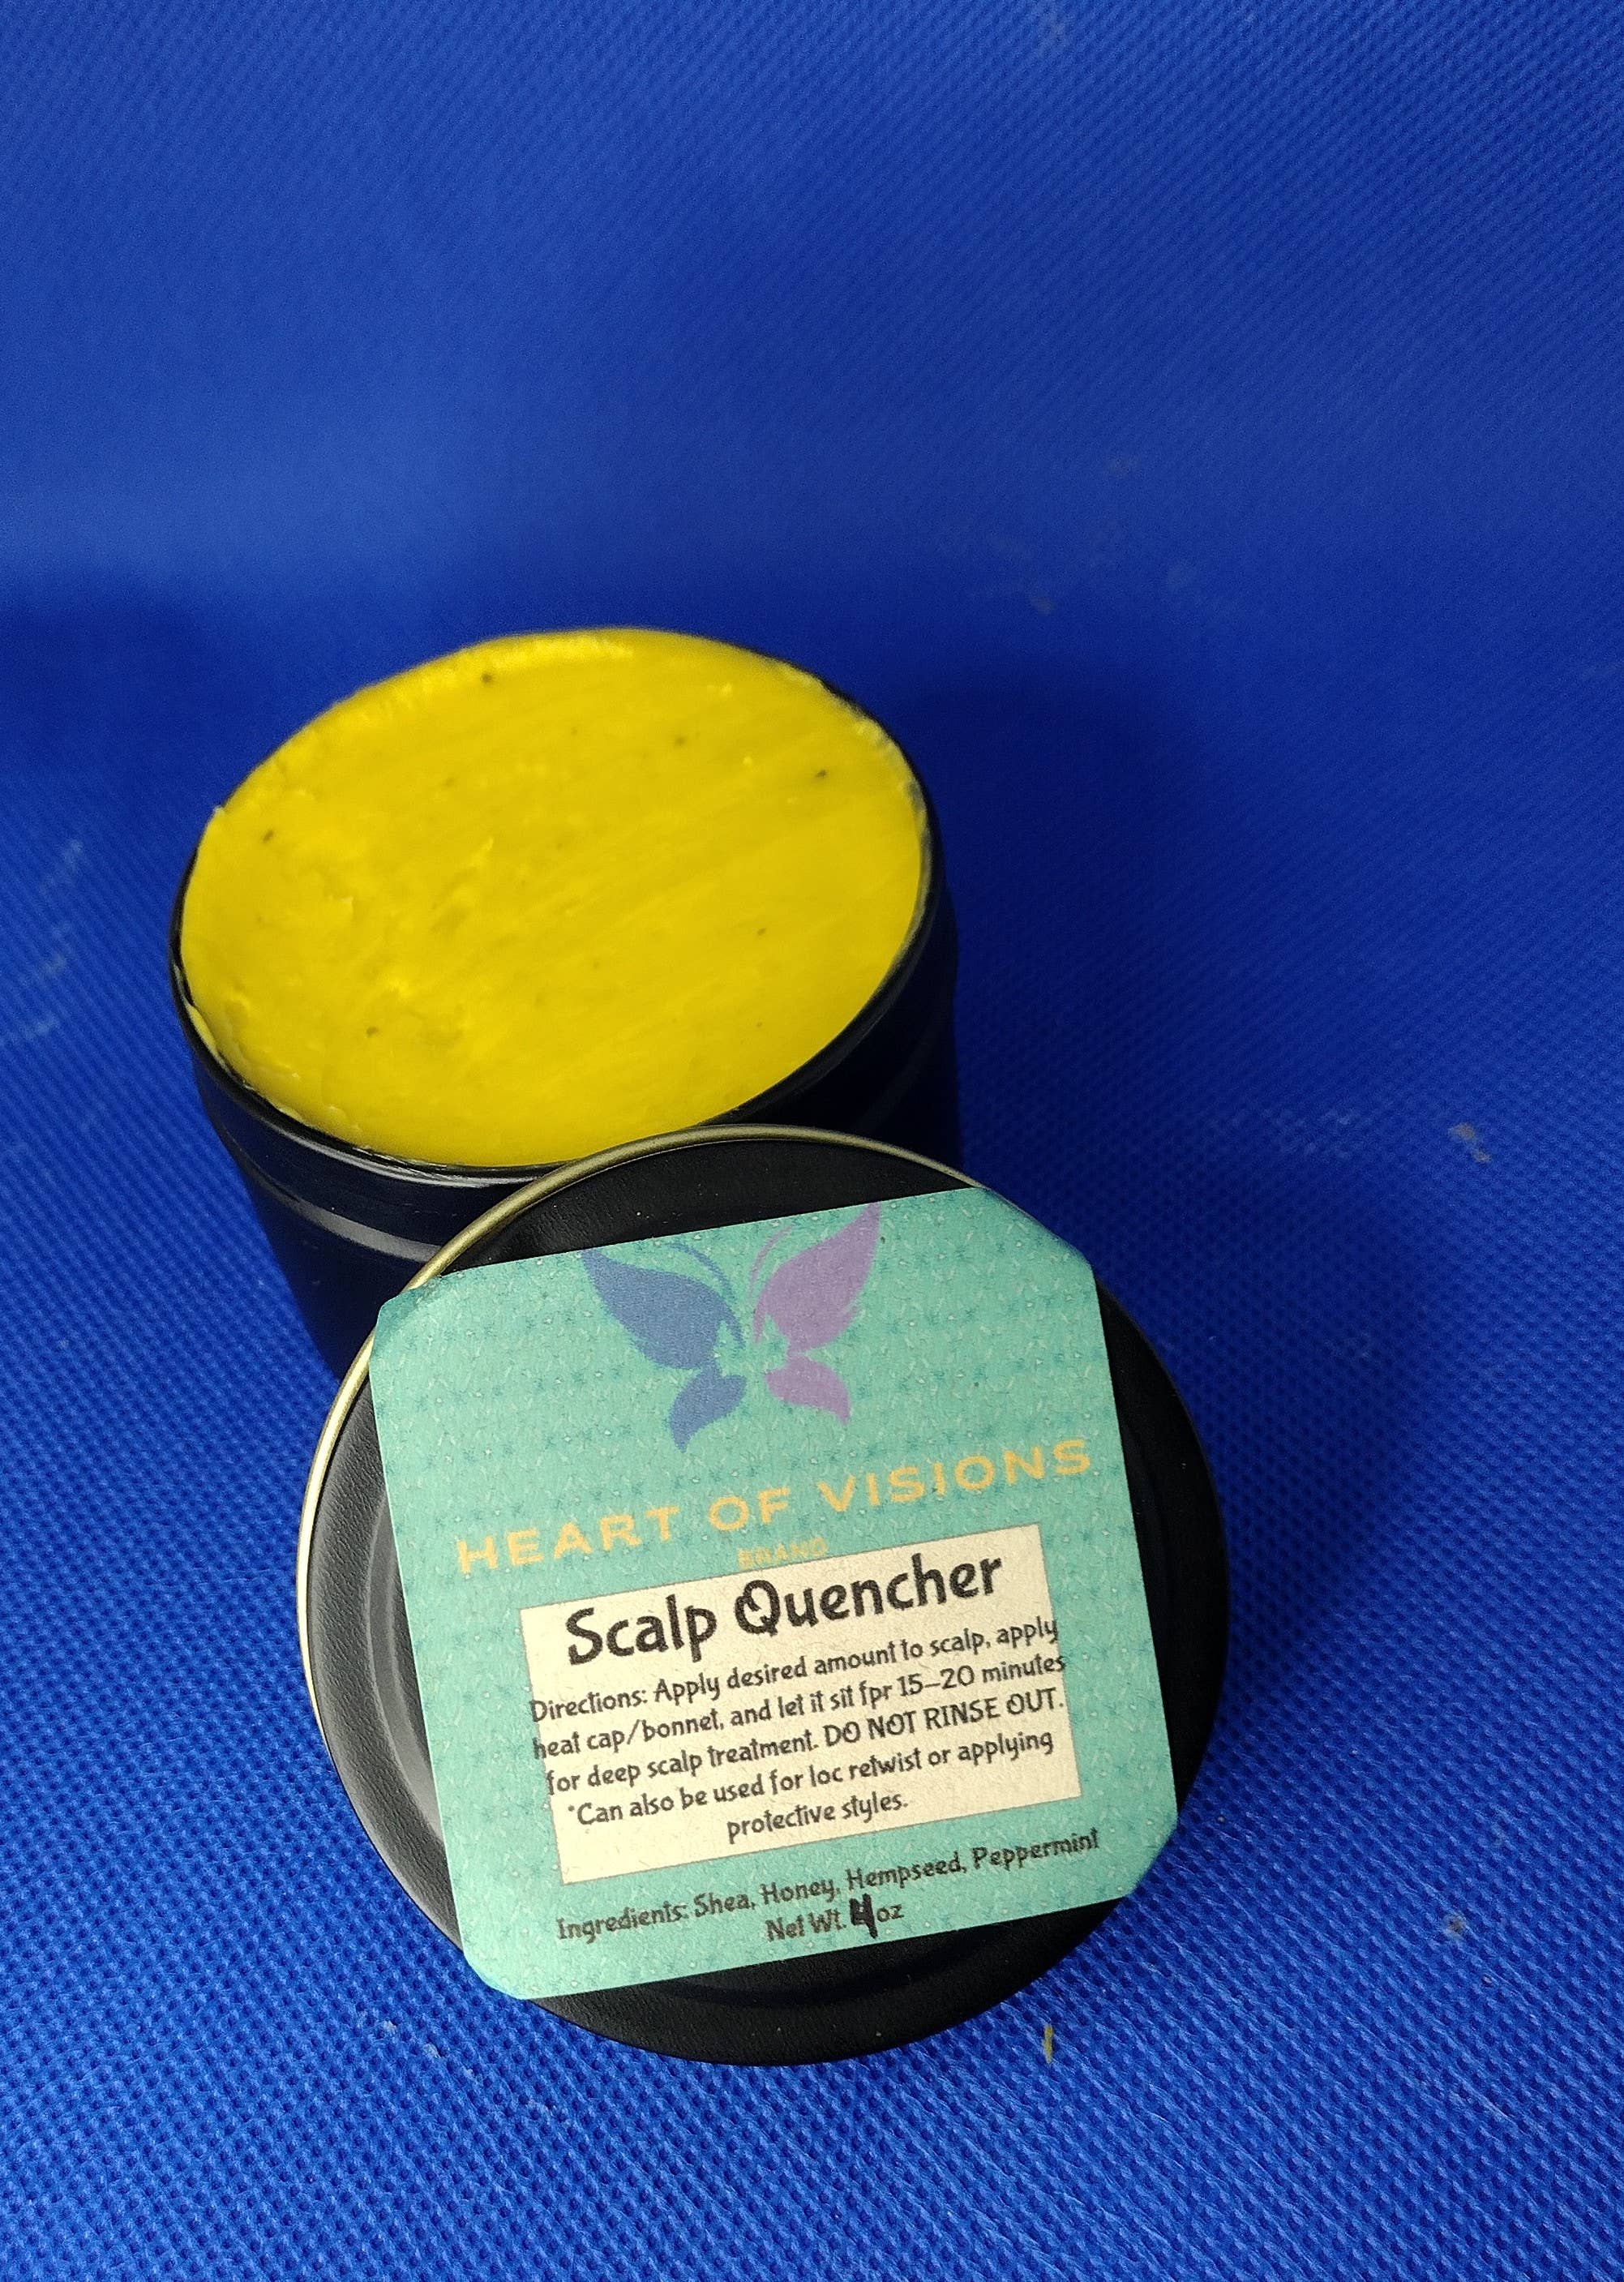 HEART OF VISIONS
BRAND
Scalp Quencher
Directions: Apply desired amount to scalp, apply
heat cap/bonnet, and let it sit fpr 15-20 minutes
for deep scalp treatment. DO NOT RINSE OUT.
*Can also be used for loc retwist or applying
protective styles.
Ingredients: Shea, Honey, Hempseed, Peppermint
Net Wt. 4oz